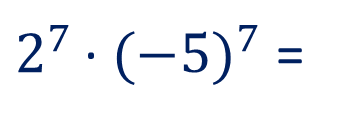 2⁷ · (−5)⁷ =